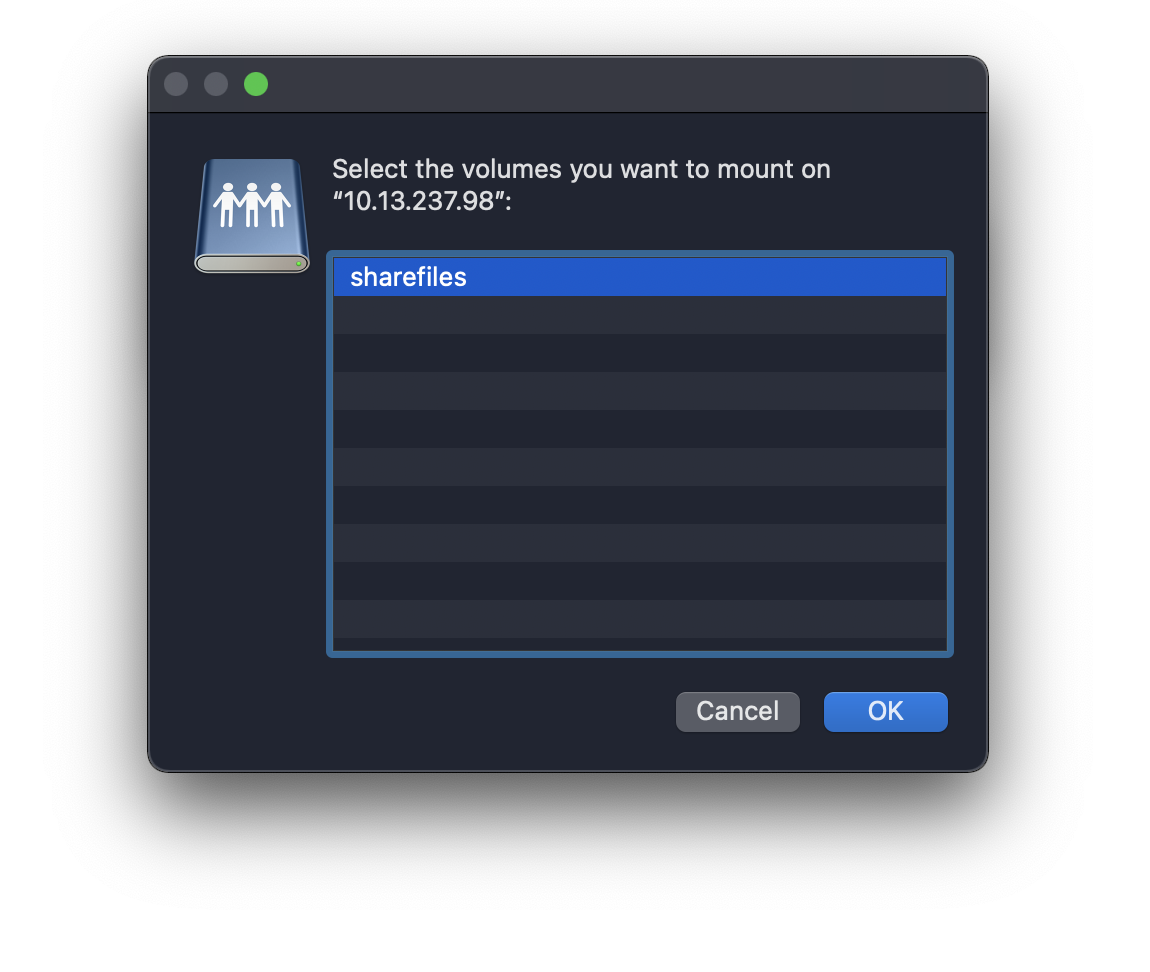 Select the volumes you want to mount on
“10.13.237.98”:
sharefiles
Cancel
OK